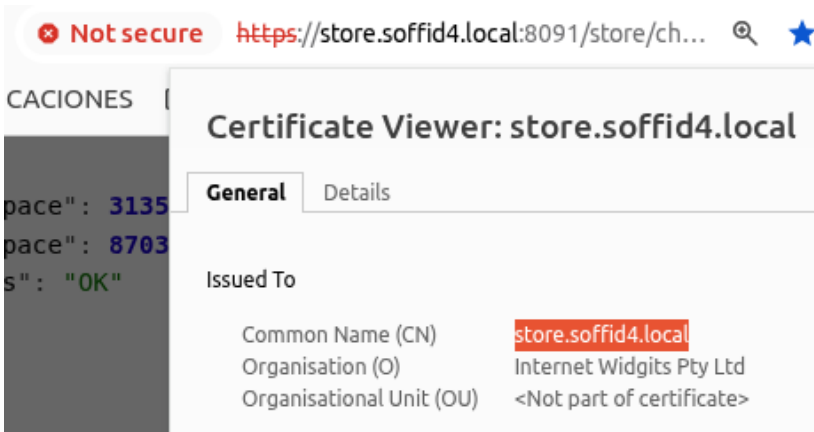 Not secure https://store.soffid4.local:8091/store/ch...
CACIONES
Certificate Viewer: store.soffid4.local
General Details
pace": 3135
pace": 8703
s": "OK"
Issued To
Common Name (CN) store.soffid4.local
Organisation (O) Internet Widgits Pty Ltd
Organisational Unit (OU) <Not part of certificate>